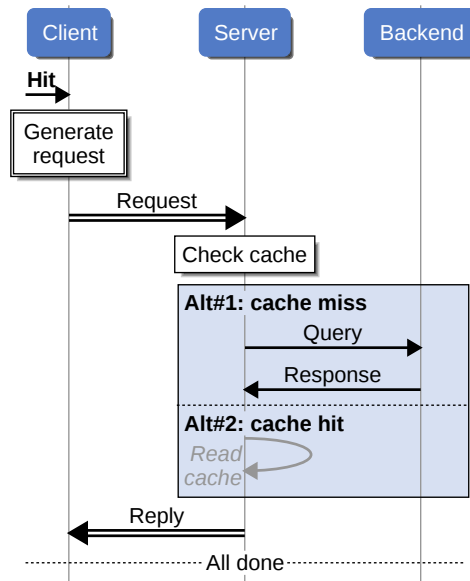 Client Server Backend
Hit
Generate
request
Request
Check cache
Alt#1: cache miss
Query
Response
Alt#2: cache hit
Read
cache
Reply
All done